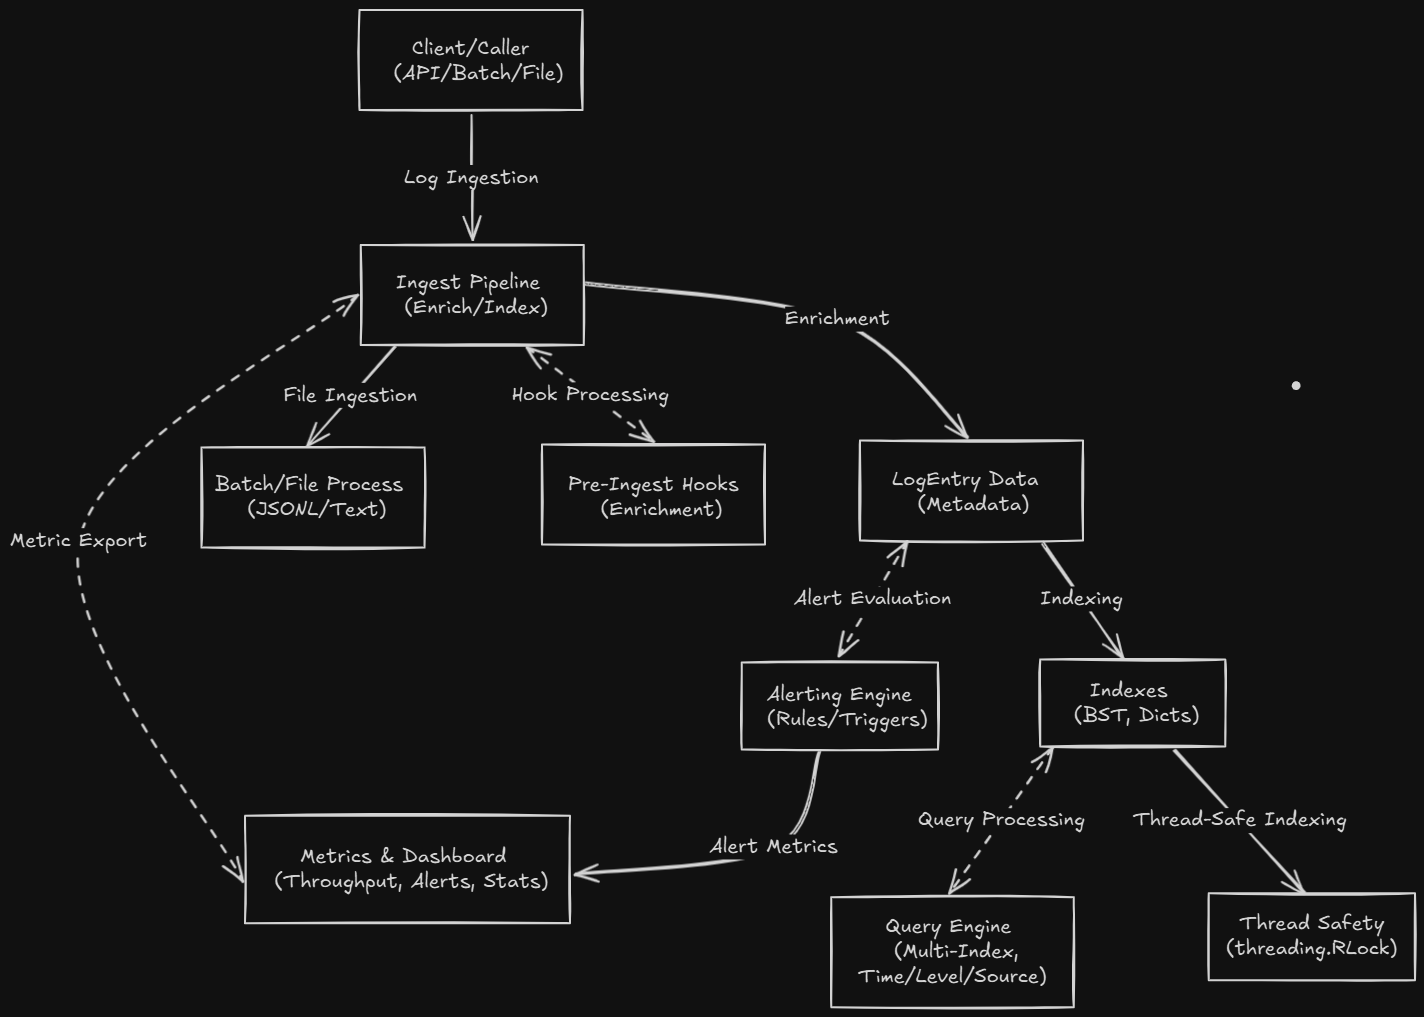 Client/Caller
(API/Batch/File)
Log Ingestion
Ingest Pipeline
(Enrich/Index)
Enrichment
File Ingestion
Hook Processing
Batch/File Process
(JSONL/Text)
Pre-Ingest Hooks
(Enrichment)
LogEntry Data
(Metadata)
Metric Export
Alert Evaluation
Indexing
Alerting Engine
(Rules/Triggers)
Indexes
(BST, Dicts)
Query Processing
Thread-Safe Indexing
Alert Metrics
Metrics & Dashboard
(Throughput, Alerts, Stats)
Query Engine
(Multi-Index,
Time/Level/Source)
Thread Safety
(threading.RLock)